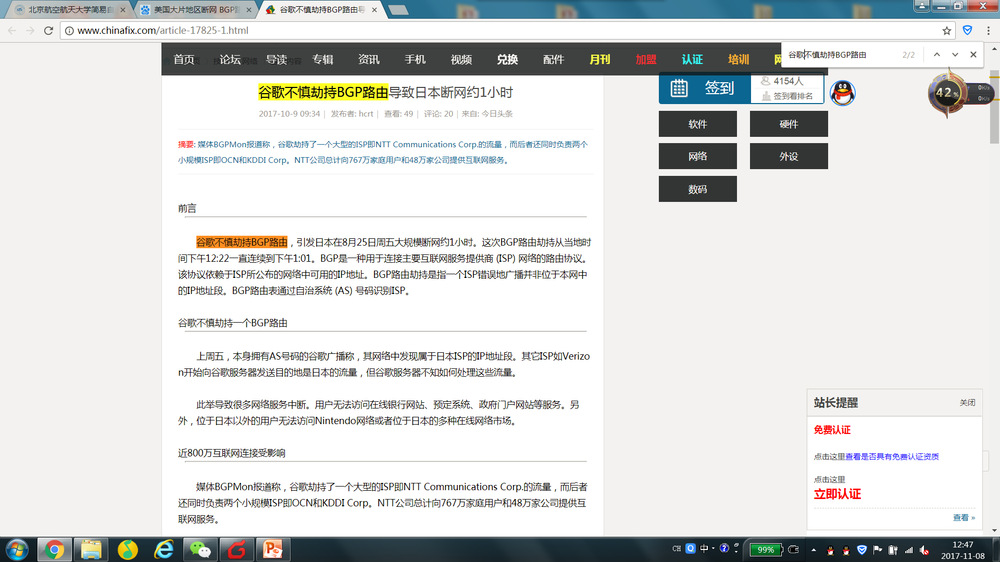 北京航空航天大学简易自
美国大片地区断网 BGP路
谷歌不慎劫持BGP路由导
www.chinafix.com/article-17825-1.html
谷歌不慎劫持BGP路由
2/2
首页 论坛 导读 专辑 资讯 手机 视频 兑换 配件 月刊 加盟 认证 培训 网
谷歌不慎劫持BGP路由导致日本断网约1小时
2017-10-9 09:34 | 发布者: hcrt | 查看: 49 | 评论: 20 | 来自: 今日头条
摘要: 媒体BGPMon报道称，谷歌劫持了一个大型的ISP即NTT Communications Corp.的流量，而后者还同时负责两个
小规模ISP即OCN和KDDI Corp。NTT公司总计向767万家庭用户和48万家公司提供互联网服务。
前言
谷歌不慎劫持BGP路由，引发日本在8月25日周五大规模断网约1小时。这次BGP路由劫持从当地时
间下午12:22一直连续到下午1:01。BGP是一种用于连接主要互联网服务提供商 (ISP) 网络的路由协议。
该协议依赖于ISP所公布的网络中可用的IP地址。BGP路由劫持是指一个ISP错误地广播并非位于本网中
的IP地址段。BGP路由表通过自治系统 (AS) 号码识别ISP。
谷歌不慎劫持一个BGP路由
上周五，本身拥有AS号码的谷歌广播称，其网络中发现属于日本ISP的IP地址段。其它ISP如Verizo
n开始向谷歌服务器发送目的地是日本的流量，但谷歌服务器不知如何处理这些流量。
此举导致很多网络服务中断。用户无法访问在线银行网站、预定系统、政府门户网站等服务。另
外，位于日本以外的用户无法访问Nintendo网络或者位于日本的多种在线网络市场。
近800万互联网连接受影响
媒体BGPMon报道称，谷歌劫持了一个大型的ISP即NTT Communications Corp.的流量，而后者
还同时负责两个小规模ISP即OCN和KDDI Corp。NTT公司总计向767万家庭用户和48万家公司提供互
联网服务。
签到
4154人
签到看排名
软件 硬件
网络 外设
数码
42%
0K/s
0K/s
站长提醒 关闭
免费认证
点击这里查看是否具有免费认证资质
点击这里
立即认证
查看 »
CH 中
99%
12:47
2017-11-08